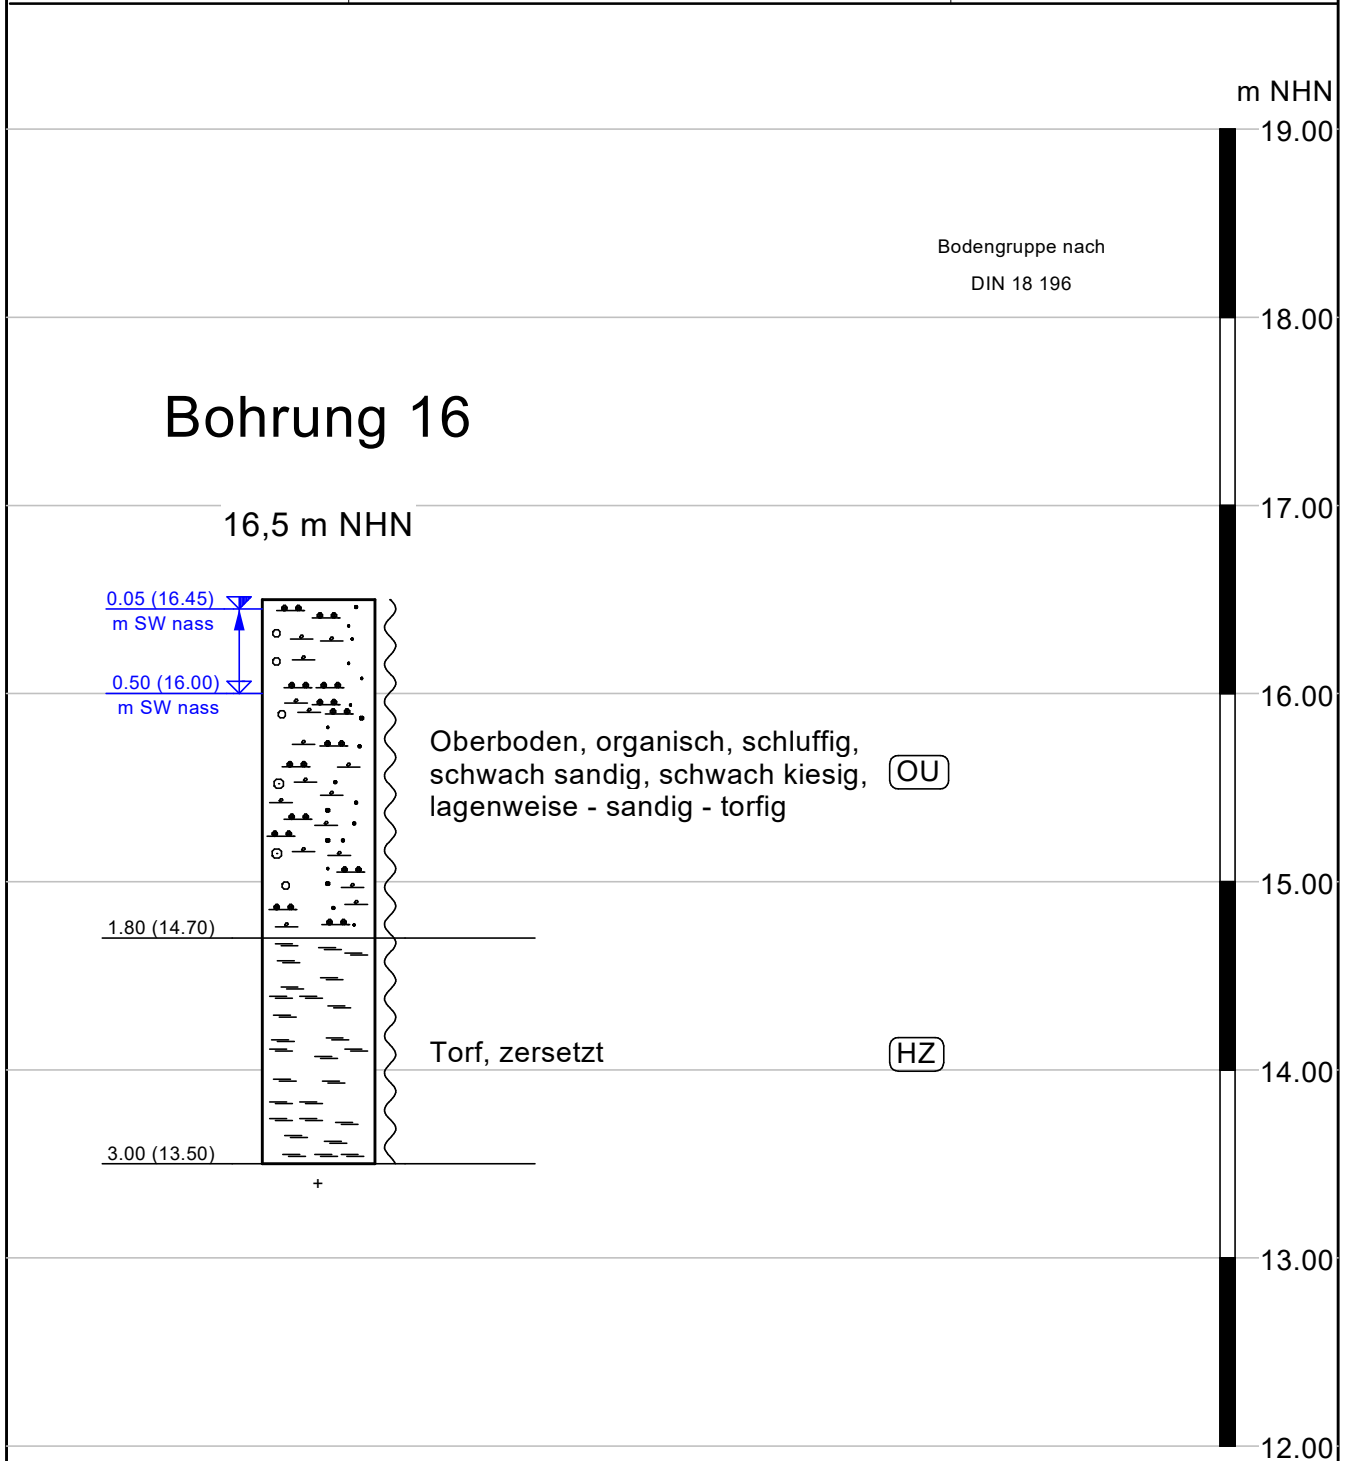 m NHN
19.00
Bodengruppe nach
DIN 18 196
18.00
Bohrung 16
17.00
16,5 m NHN
0.05 (16.45)
m SW nass
0.50 (16.00)
m SW nass
16.00
Oberboden, organisch, schluffig,
schwach sandig, schwach kiesig,
lagenweise - sandig - torfig
OU
15.00
1.80 (14.70)
Torf, zersetzt
HZ
14.00
3.00 (13.50)
+
13.00
12.00